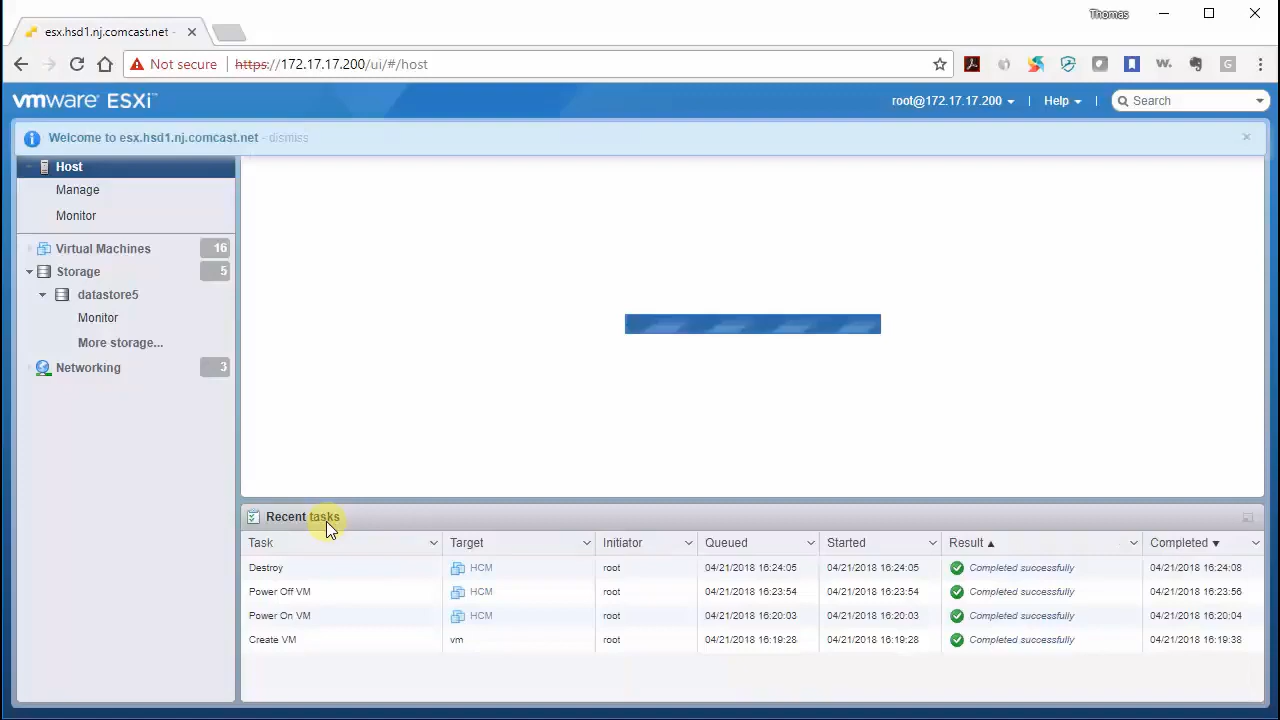 Thomas
esx.hsd1.nj.comcast.net -
Not secure https://172.17.17.200/ui/#/host
vmware ESXi™ root@172.17.17.200 Help Search
Welcome to esx.hsd1.nj.comcast.net - dismiss
Host
Manage
Monitor
Virtual Machines 16
Storage 5
datastore5
Monitor
More storage...
Networking 3
Recent tasks
Task Target Initiator Queued Started Result Completed
Destroy HCM root 04/21/2018 16:24:05 04/21/2018 16:24:05 Completed successfully 04/21/2018 16:24:08
Power Off VM HCM root 04/21/2018 16:23:54 04/21/2018 16:23:54 Completed successfully 04/21/2018 16:23:56
Power On VM HCM root 04/21/2018 16:20:03 04/21/2018 16:20:03 Completed successfully 04/21/2018 16:20:04
Create VM vm root 04/21/2018 16:19:28 04/21/2018 16:19:28 Completed successfully 04/21/2018 16:19:38